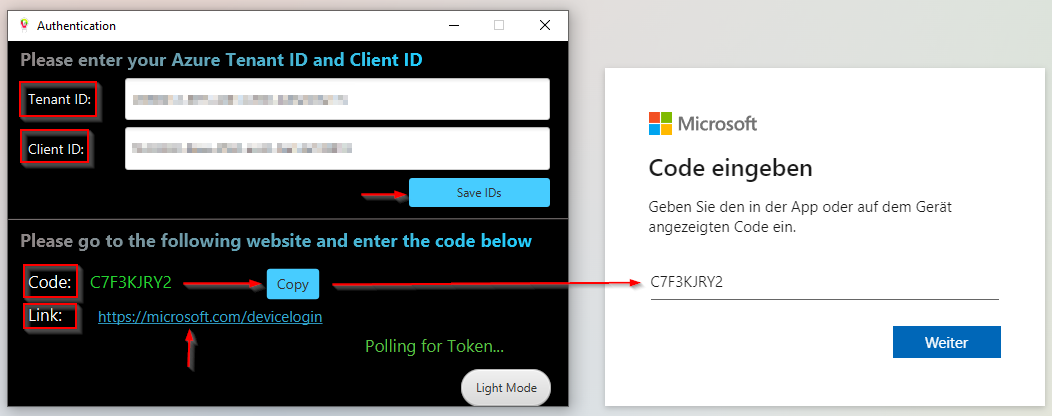 Authentication
Please enter your Azure Tenant ID and Client ID
Tenant ID:
Client ID:
Save IDs
Please go to the following website and enter the code below
Code: C7F3KJRY2 Copy
Link: https://microsoft.com/devicelogin
Polling for Token...
Light Mode
Microsoft
Code eingeben
Geben Sie den in der App oder auf dem Gerät
angezeigten Code ein.
C7F3KJRY2
Weiter